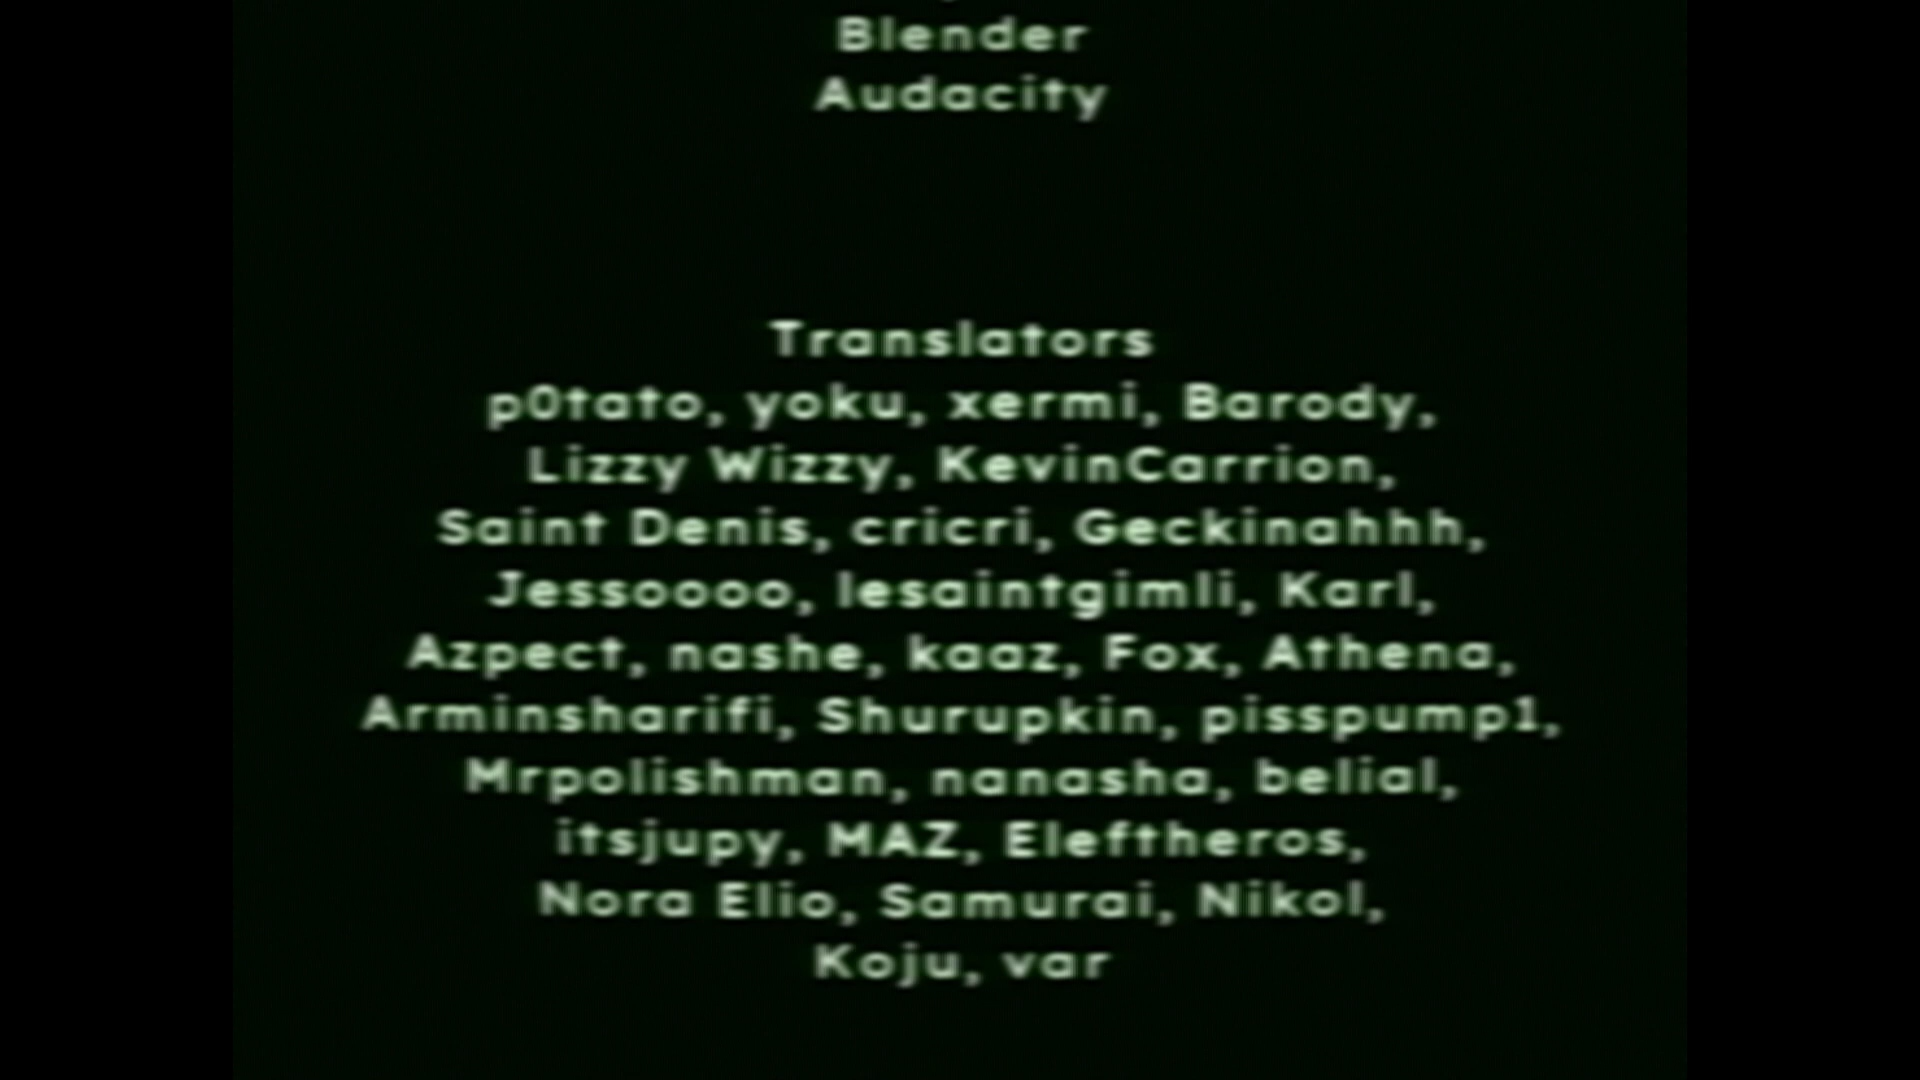 Blender
Audacity
Translators
p0tato, yoku, xermi, Barody,
Lizzy Wizzy, KevinCarrion,
Saint Denis, cricri, Geckinahhh,
Jessoooo, lesaintgimli, Karl,
Azpect, nashe, kaaz, Fox, Athena,
Arminsharifi, Shurupkin, pisspump1,
Mrpolishman, nanasha, belial,
itsjupy, MAZ, Eleftheros,
Nora Elio, Samurai, Nikol,
Koju, var